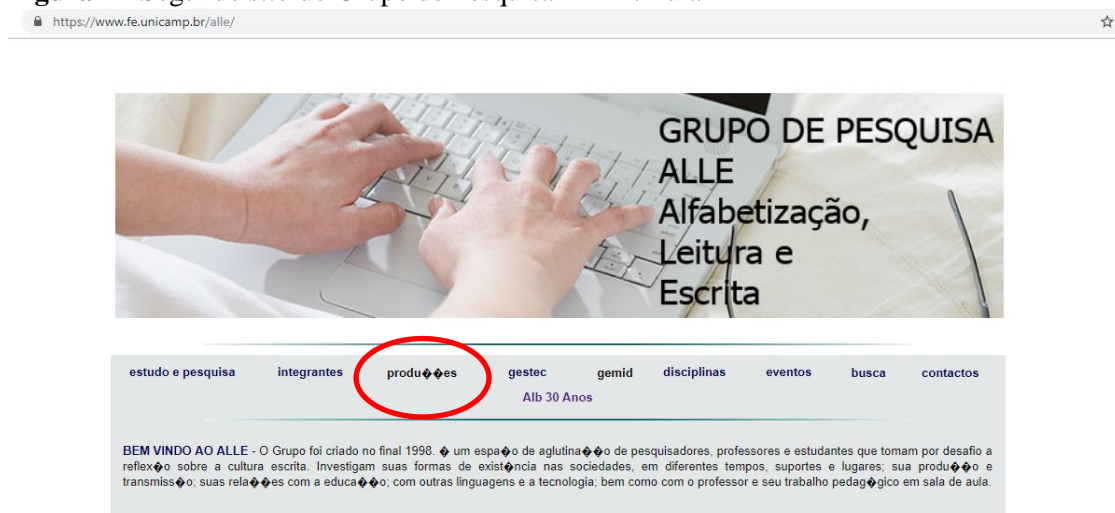 https://www.fe.unicamp.br/alle/
GRUPO DE PESQUISA
ALLE
Alfabetização,
Leitura e
Escrita
estudo e pesquisa integrantes produ��es gestec gemid disciplinas eventos busca contactos
Alb 30 Anos
BEM VINDO AO ALLE - O Grupo foi criado no final 1998. � um espa�o de aglutina��o de pesquisadores, professores e estudantes que tomam por desafio a
reflex�o sobre a cultura escrita. Investigam suas formas de exist�ncia nas sociedades, em diferentes tempos, suportes e lugares; sua produ��o e
transmiss�o; suas rela��es com a educa��o; com outras linguagens e a tecnologia; bem como com o professor e seu trabalho pedag�gico em sala de aula.